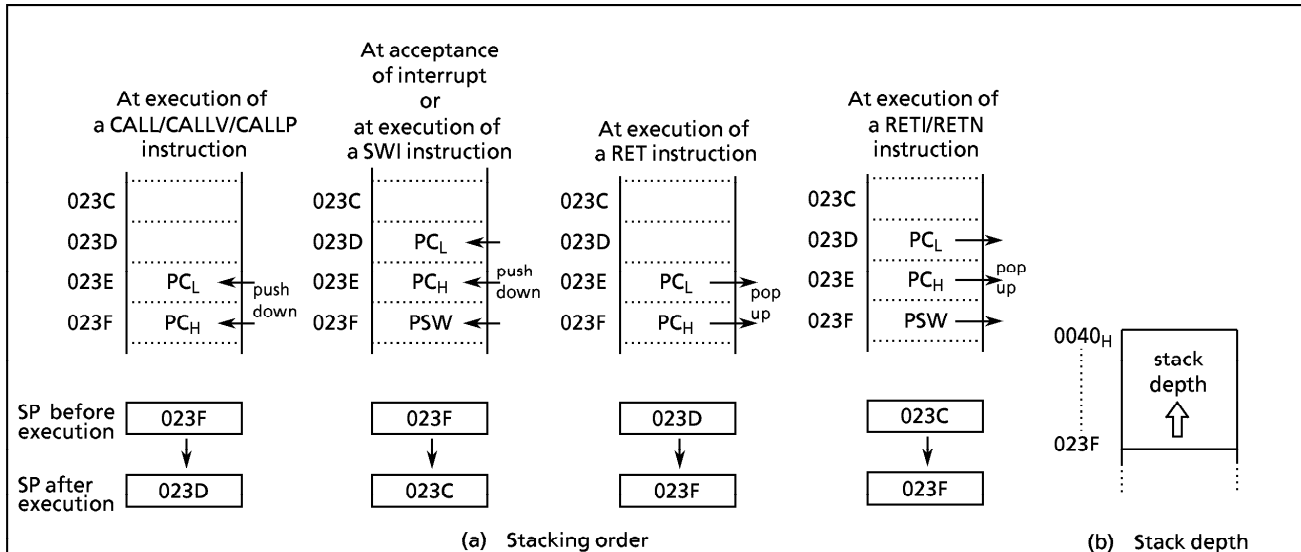 At execution of
a CALL/CALLV/CALLP
instruction
023C
023D
023E PCL
023F PCH
push
down
SP before
execution
023F
SP after
execution
023D
At acceptance
of interrupt
or
at execution of
a SWI instruction
023C
023D PCL
023E PCH
023F PSW
push
down
023F
023C
At execution of
a RET instruction
023C
023D
023E PCL
023F PCH
pop
up
023D
023F
At execution of
a RETI/RETN
instruction
023C
023D PCL
023E PCH
023F PSW
pop
up
023C
023F
(a) Stacking order
0040H
stack
depth
023F
(b) Stack depth